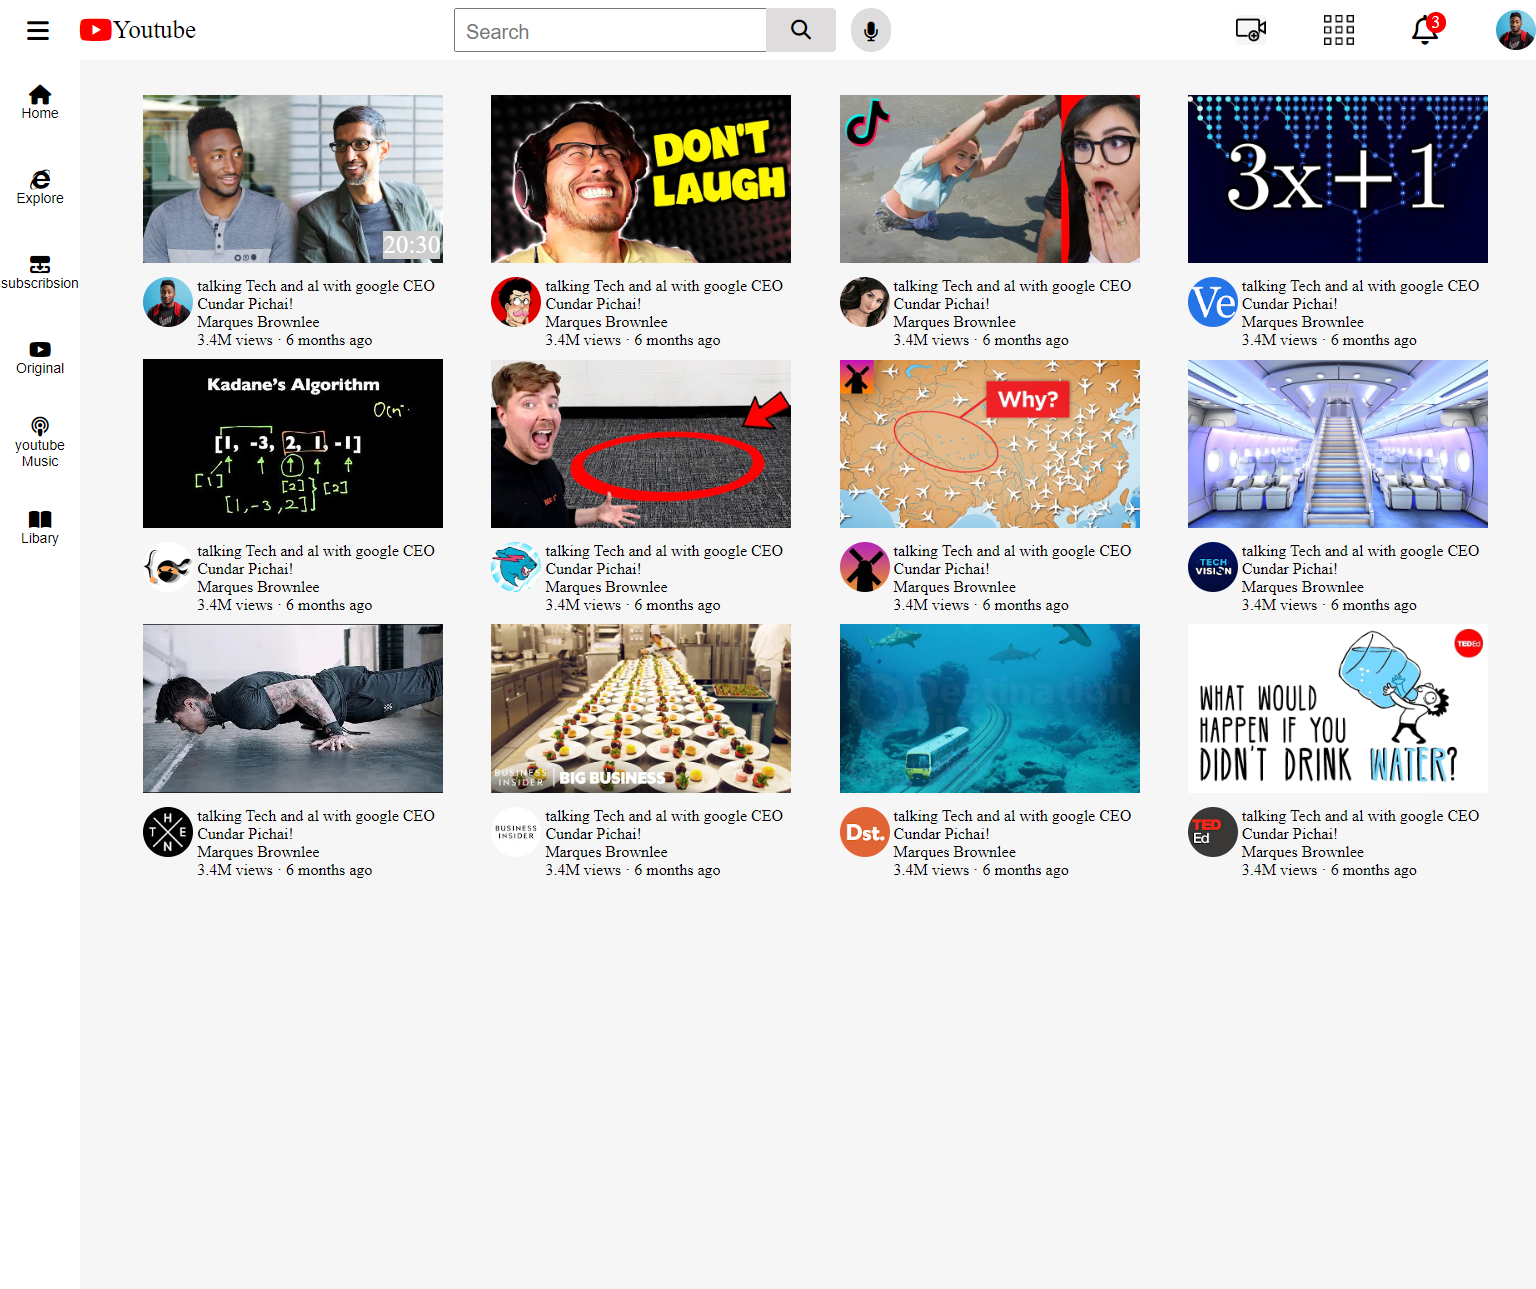 Youtube
Search
3
Home
Explore
subscribsion
Original
youtube
Music
Libary
20:30
DON'T
LAUGH
3x+1
talking Tech and al with google CEO
Cundar Pichai!
Marques Brownlee
3.4M views · 6 months ago
talking Tech and al with google CEO
Cundar Pichai!
Marques Brownlee
3.4M views · 6 months ago
talking Tech and al with google CEO
Cundar Pichai!
Marques Brownlee
3.4M views · 6 months ago
Ve
talking Tech and al with google CEO
Cundar Pichai!
Marques Brownlee
3.4M views · 6 months ago
Kadane's Algorithm
[1, -3, 2, 1, -1]
[1]
[2]
[2]
[1,-3,2]
Why?
talking Tech and al with google CEO
Cundar Pichai!
Marques Brownlee
3.4M views · 6 months ago
talking Tech and al with google CEO
Cundar Pichai!
Marques Brownlee
3.4M views · 6 months ago
talking Tech and al with google CEO
Cundar Pichai!
Marques Brownlee
3.4M views · 6 months ago
TECH
VISION
talking Tech and al with google CEO
Cundar Pichai!
Marques Brownlee
3.4M views · 6 months ago
BUSINESS
INSIDER
BIG BUSINESS
TEDEd
WHAT WOULD
HAPPEN IF YOU
DIDN'T DRINK WATER?
THEN
talking Tech and al with google CEO
Cundar Pichai!
Marques Brownlee
3.4M views · 6 months ago
BUSINESS
INSIDER
talking Tech and al with google CEO
Cundar Pichai!
Marques Brownlee
3.4M views · 6 months ago
Dst.
talking Tech and al with google CEO
Cundar Pichai!
Marques Brownlee
3.4M views · 6 months ago
TED
Ed
talking Tech and al with google CEO
Cundar Pichai!
Marques Brownlee
3.4M views · 6 months ago